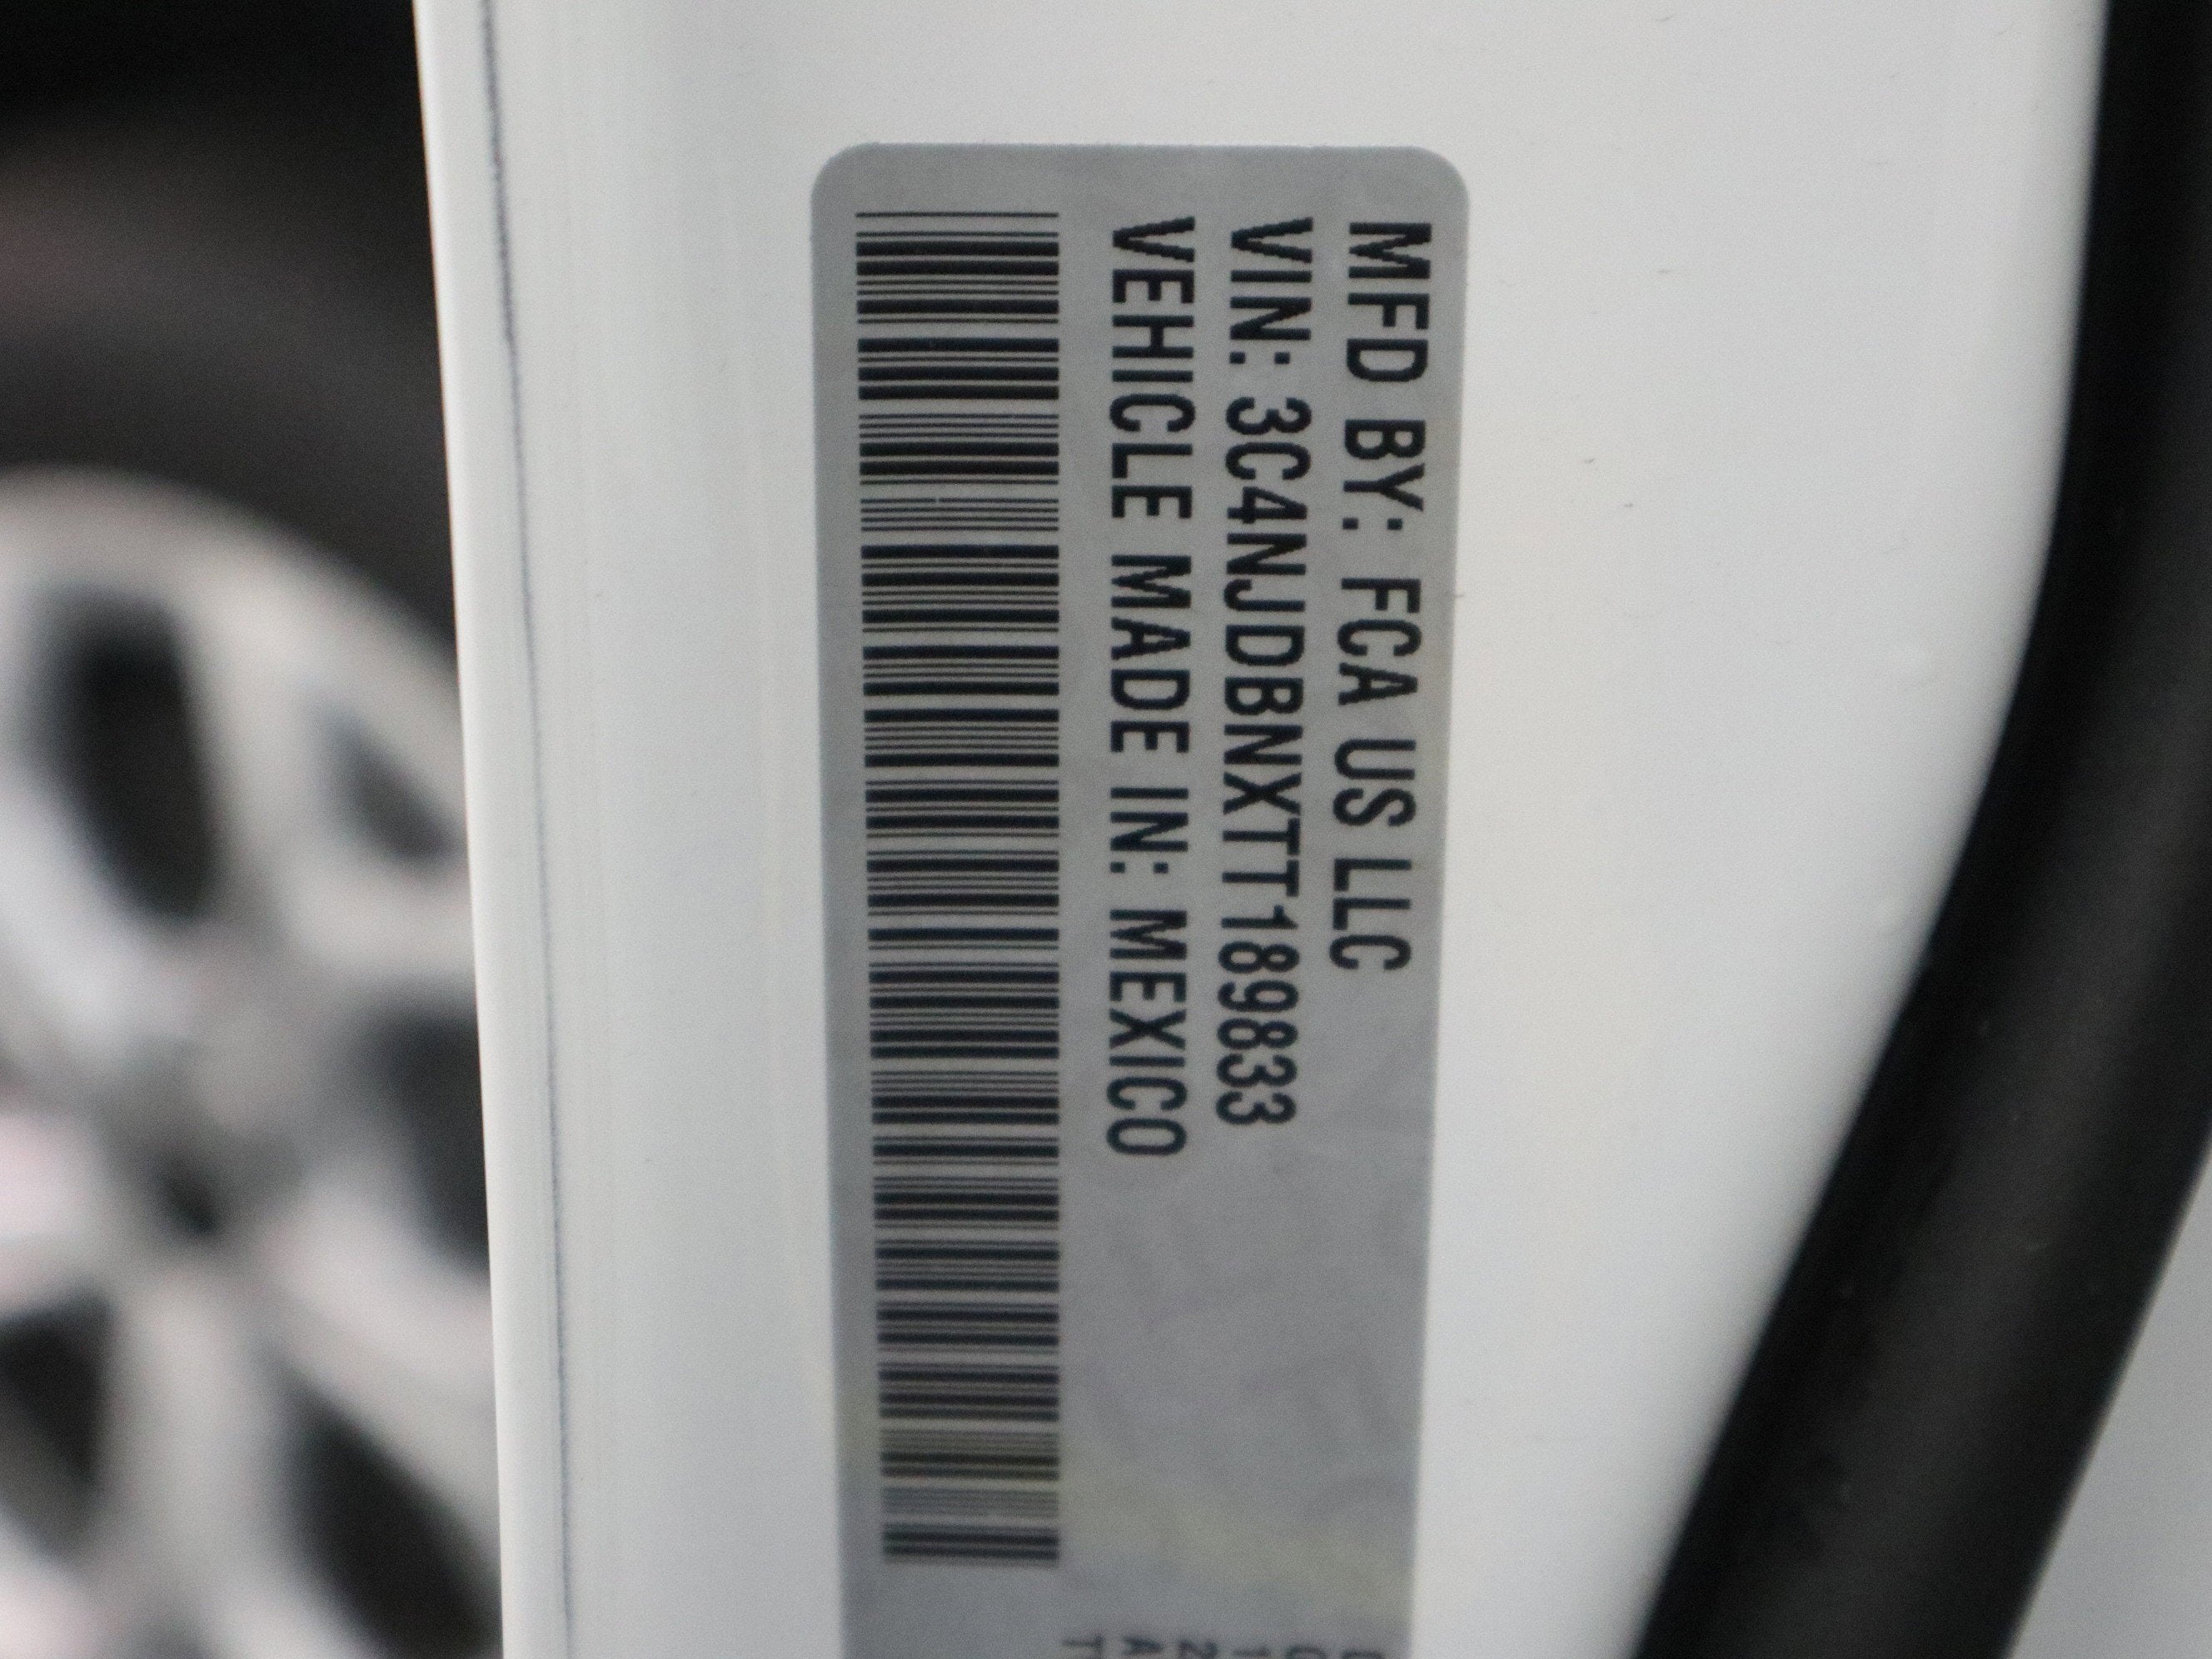 MFD BY: FCA US LLC
VIN: 3C4NJDBNXTT189833
VEHICLE MADE IN: MEXICO